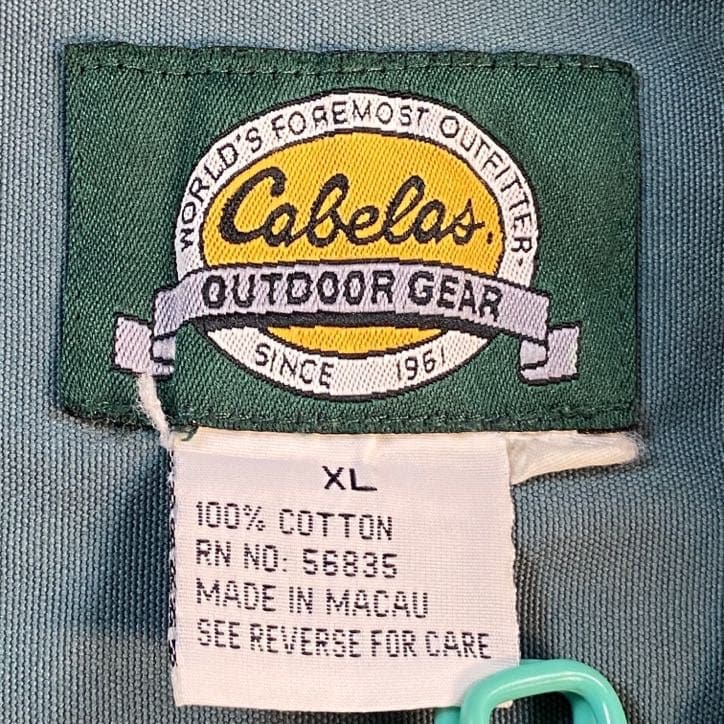 WORLD'S FOREMOST OUTFITTER
Cabelas.
OUTDOOR GEAR
SINCE 1961
XL
100% COTTON
RN NO: 56835
MADE IN MACAU
SEE REVERSE FOR CARE